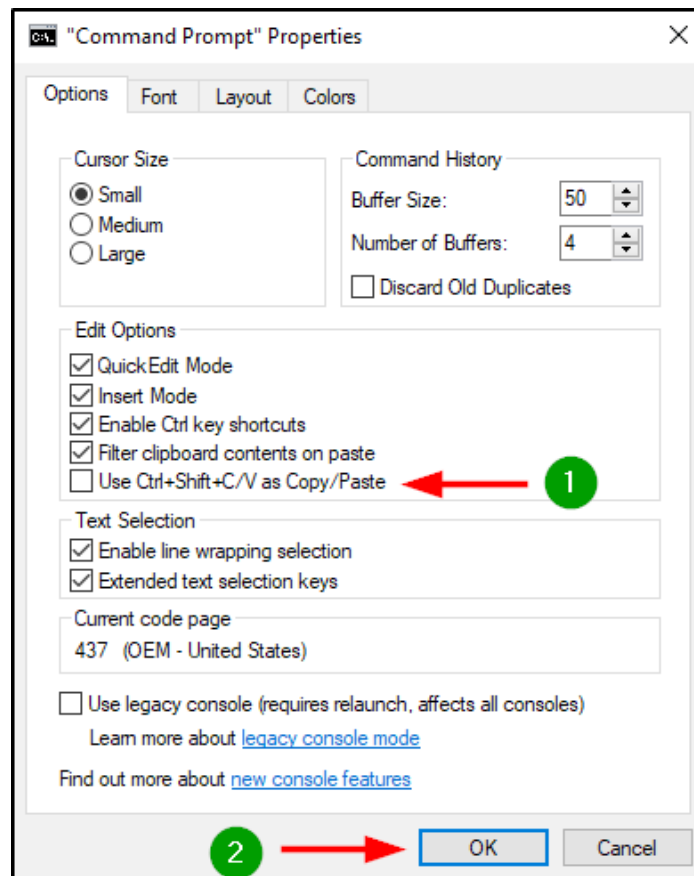 "Command Prompt" Properties
Options Font Layout Colors
Cursor Size
Small
Medium
Large
Command History
Buffer Size: 50
Number of Buffers: 4
Discard Old Duplicates
Edit Options
QuickEdit Mode
Insert Mode
Enable Ctrl key shortcuts
Filter clipboard contents on paste
Use Ctrl+Shift+C/V as Copy/Paste 1
Text Selection
Enable line wrapping selection
Extended text selection keys
Current code page
437 (OEM - United States)
Use legacy console (requires relaunch, affects all consoles)
Learn more about legacy console mode
Find out more about new console features
2 OK Cancel